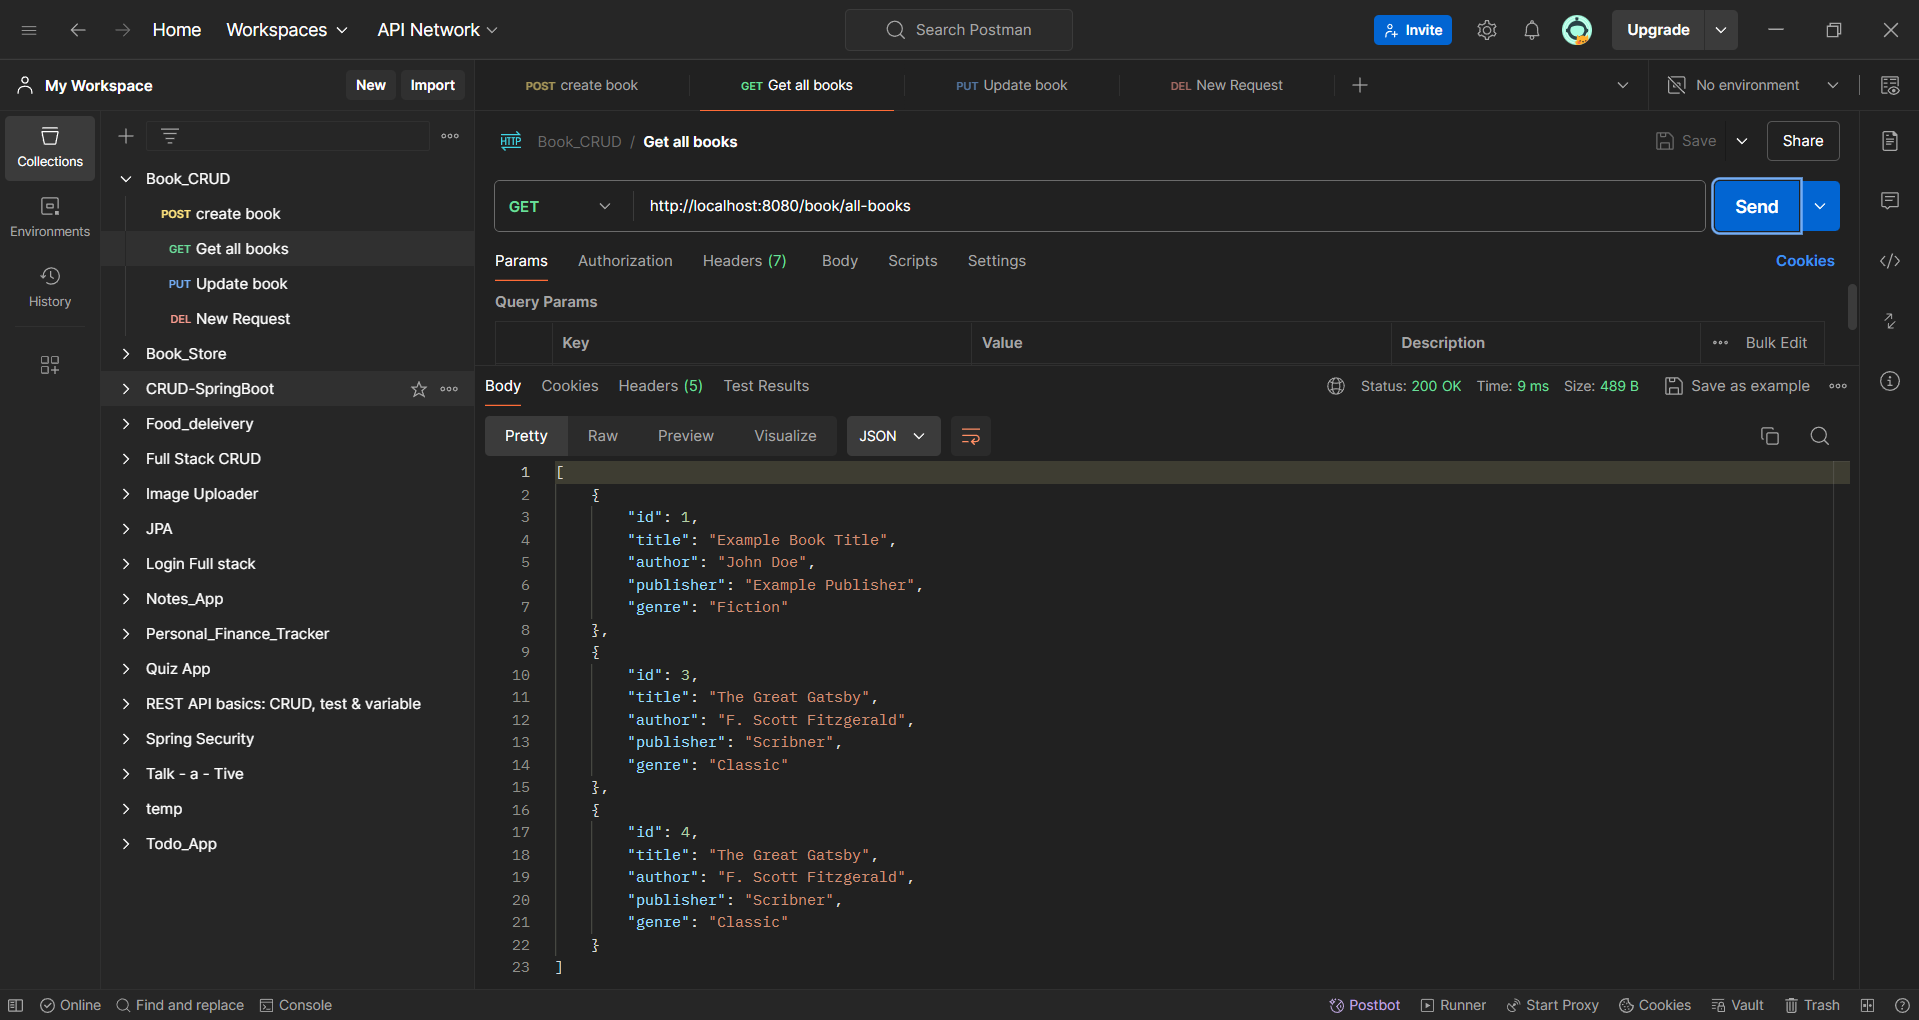 Home Workspaces API Network Search Postman Invite Upgrade
My Workspace New Import POST create book GET Get all books PUT Update book DEL New Request No environment
Collections
Environments
History
Book_CRUD
POST create book
GET Get all books
PUT Update book
DEL New Request
Book_Store
CRUD-SpringBoot
Food_deleivery
Full Stack CRUD
Image Uploader
JPA
Login Full stack
Notes_App
Personal_Finance_Tracker
Quiz App
REST API basics: CRUD, test & variable
Spring Security
Talk - a - Tive
temp
Todo_App
HTTP Book_CRUD / Get all books Save Share
GET http://localhost:8080/book/all-books Send
Params Authorization Headers (7) Body Scripts Settings Cookies
Query Params
Key Value Description Bulk Edit
Body Cookies Headers (5) Test Results Status: 200 OK Time: 9 ms Size: 489 B Save as example
Pretty Raw Preview Visualize JSON
1 [
2 {
3 "id": 1,
4 "title": "Example Book Title",
5 "author": "John Doe",
6 "publisher": "Example Publisher",
7 "genre": "Fiction"
8 },
9 {
10 "id": 3,
11 "title": "The Great Gatsby",
12 "author": "F. Scott Fitzgerald",
13 "publisher": "Scribner",
14 "genre": "Classic"
15 },
16 {
17 "id": 4,
18 "title": "The Great Gatsby",
19 "author": "F. Scott Fitzgerald",
20 "publisher": "Scribner",
21 "genre": "Classic"
22 }
23 ]
Online Find and replace Console Postbot Runner Start Proxy Cookies Vault Trash